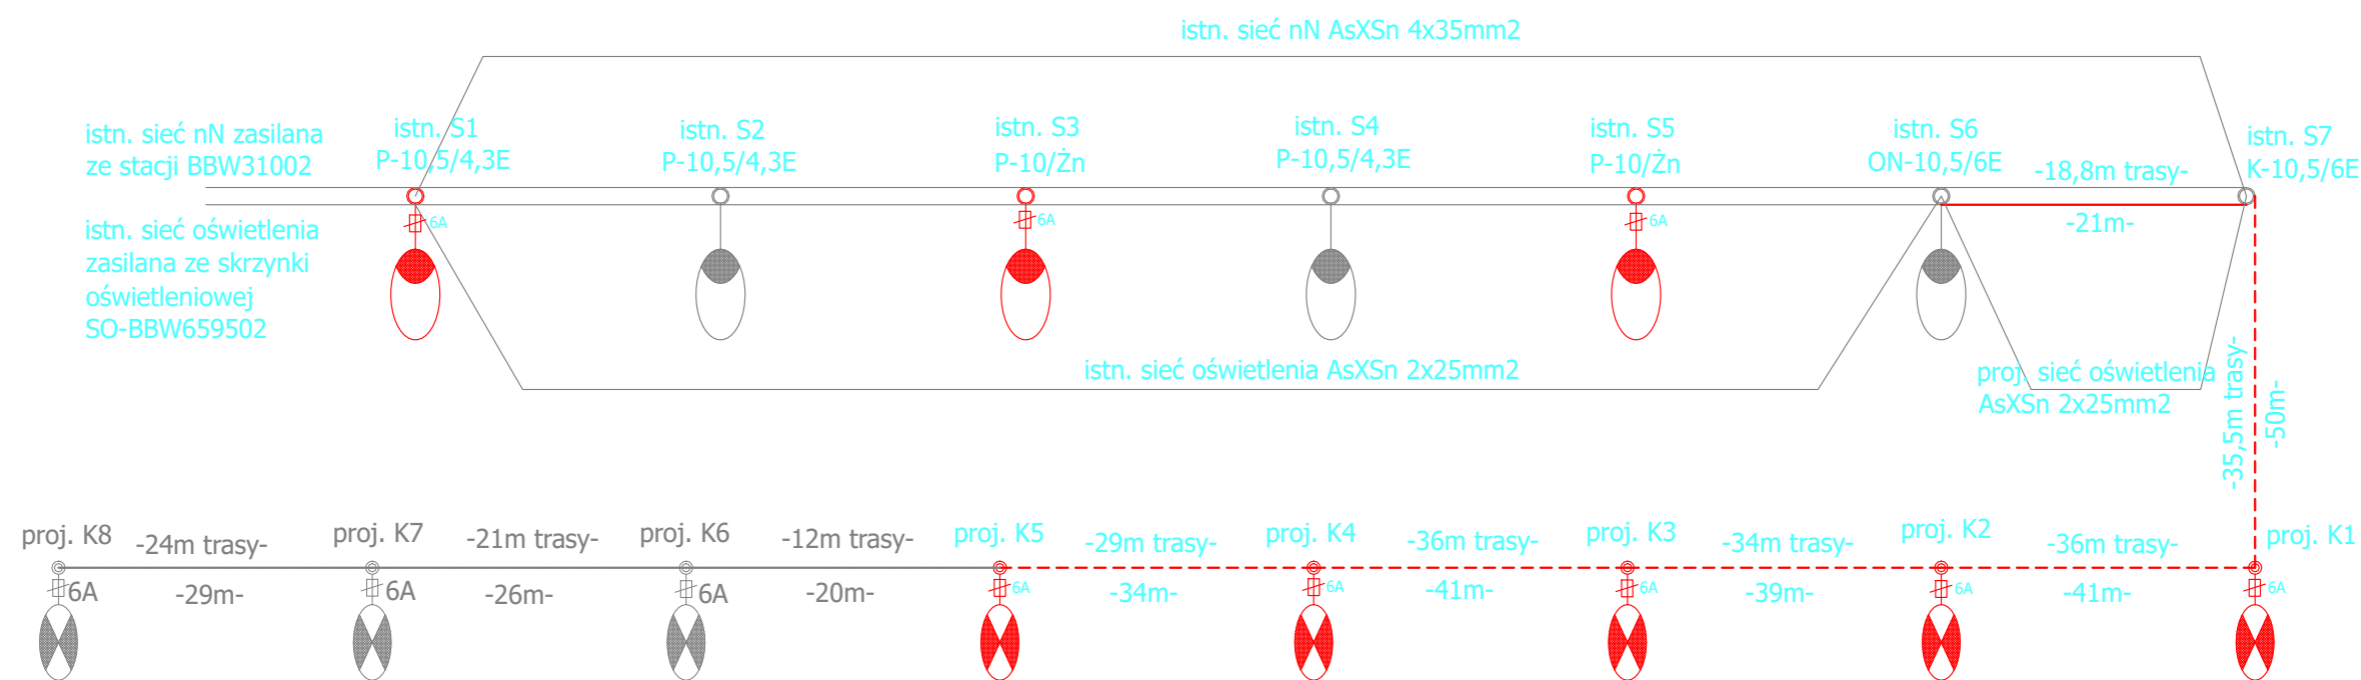 istn. sieć nN AsXSn 4x35mm2
istn. sieć nN zasilana
ze stacji BBW31002
istn. S1
P-10,5/4,3E
istn. S2
P-10,5/4,3E
istn. S3
P-10/Żn
istn. S4
P-10,5/4,3E
istn. S5
P-10/Żn
istn. S6
ON-10,5/6E
-18,8m trasy-
istn. S7
K-10,5/6E
-21m-
6A
6A
6A
istn. sieć oświetlenia
zasilana ze skrzynki
oświetleniowej
SO-BBW659502
istn. sieć oświetlenia AsXSn 2x25mm2
proj. sieć oświetlenia
AsXSn 2x25mm2
-35,5m trasy-
-50m-
proj. K8
-24m trasy-
proj. K7
-21m trasy-
proj. K6
-12m trasy-
proj. K5
-29m trasy-
proj. K4
-36m trasy-
proj. K3
-34m trasy-
proj. K2
-36m trasy-
proj. K1
6A
-29m-
6A
-26m-
6A
-20m-
6A
-34m-
6A
-41m-
6A
-39m-
6A
-41m-
6A